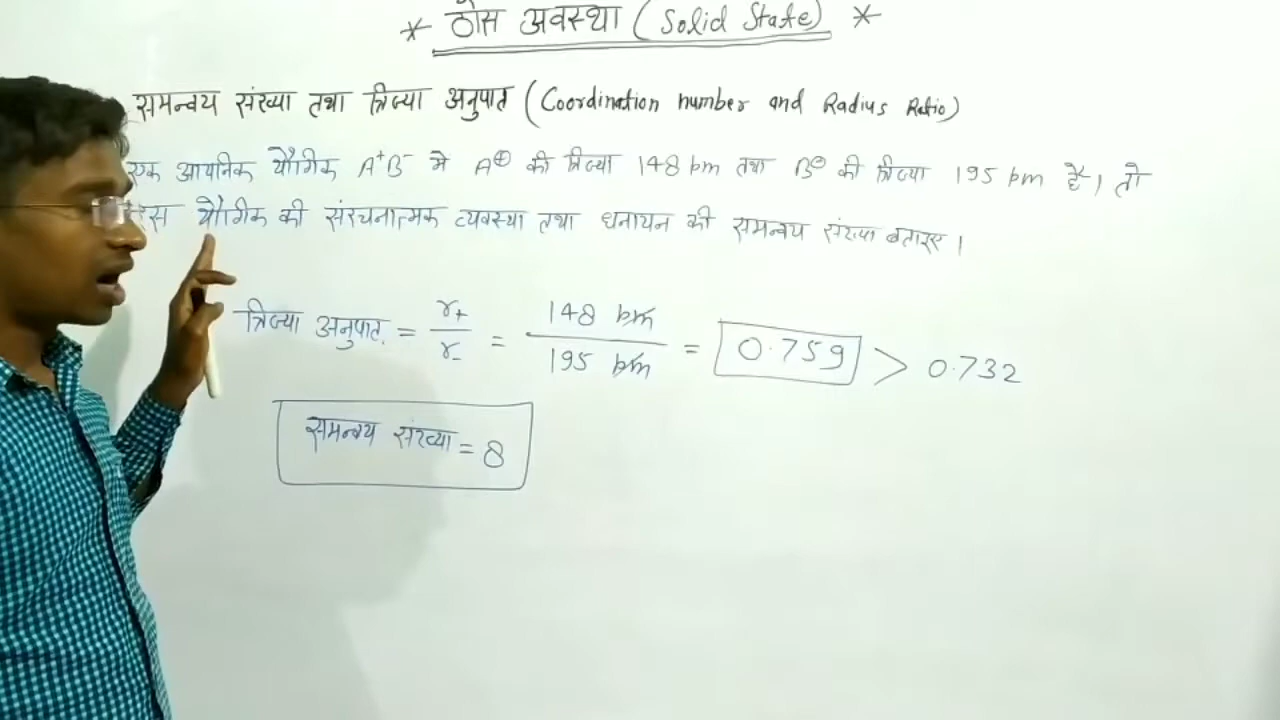 * ठोस अवस्था ( Solid State ) *
समन्वय संख्या तथा त्रिज्या अनुपात ( Coordination number and Radius Ratio )
एक आयनिक यौगिक A⁺B⁻ मे A⊕ की त्रिज्या 148 pm तथा B⊖ की त्रिज्या 195 pm है, तो
इस यौगिक की संरचनात्मक व्यवस्था तथा धनायन की समन्वय संख्या बताइए।
त्रिज्या अनुपात = r₊/r₋ = 148 pm/195 pm = 0.759 > 0.732
समन्वय संख्या = 8